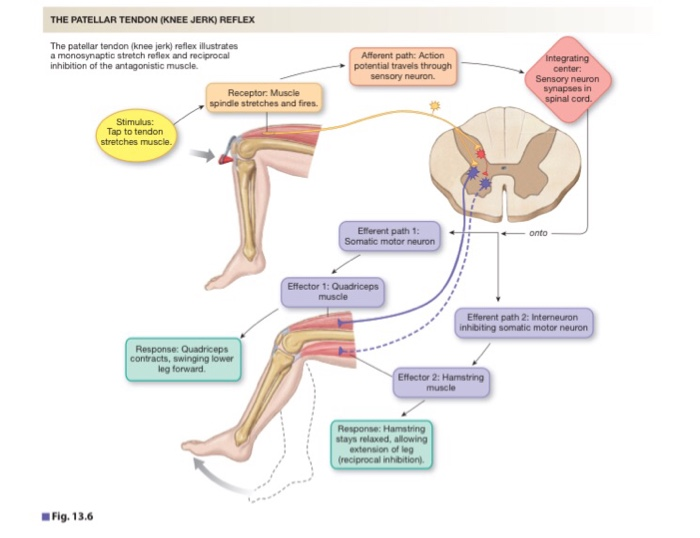 THE PATELLAR TENDON (KNEE JERK) REFLEX
The patellar tendon (knee jerk) reflex illustrates
a monosynaptic stretch reflex and reciprocal
inhibition of the antagonistic muscle.
Stimulus:
Tap to tendon
stretches muscle.
Receptor: Muscle
spindle stretches and fires.
Afferent path: Action
potential travels through
sensory neuron.
Integrating
center:
Sensory neuron
synapses in
spinal cord.
onto
Efferent path 1:
Somatic motor neuron
Effector 1: Quadriceps
muscle
Response: Quadriceps
contracts, swinging lower
leg forward.
Efferent path 2: Interneuron
inhibiting somatic motor neuron
Effector 2: Hamstring
muscle
Response: Hamstring
stays relaxed, allowing
extension of leg
(reciprocal inhibition).
Fig. 13.6